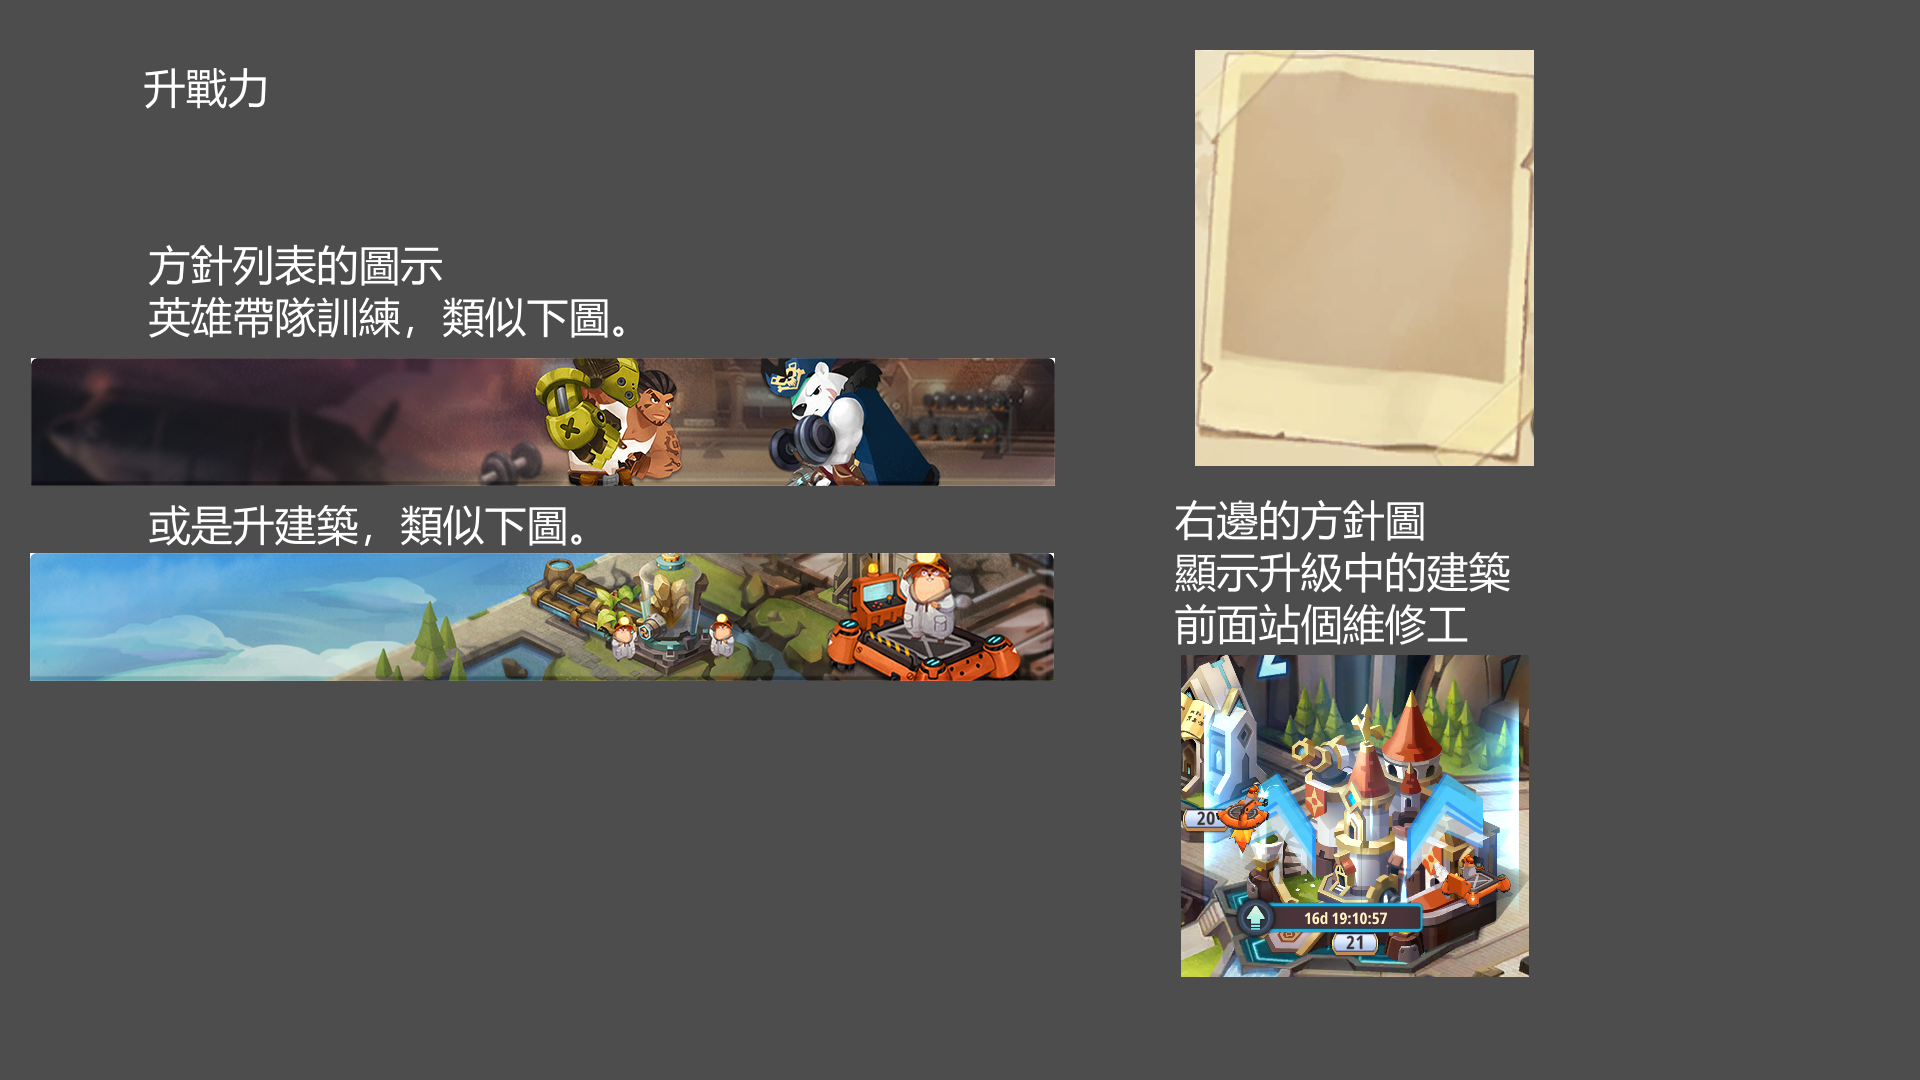 升戰力
方針列表的圖示
英雄帶隊訓練，類似下圖。
或是升建築，類似下圖。
右邊的方針圖
顯示升級中的建築
前面站個維修工
20
16d 19:10:57
21